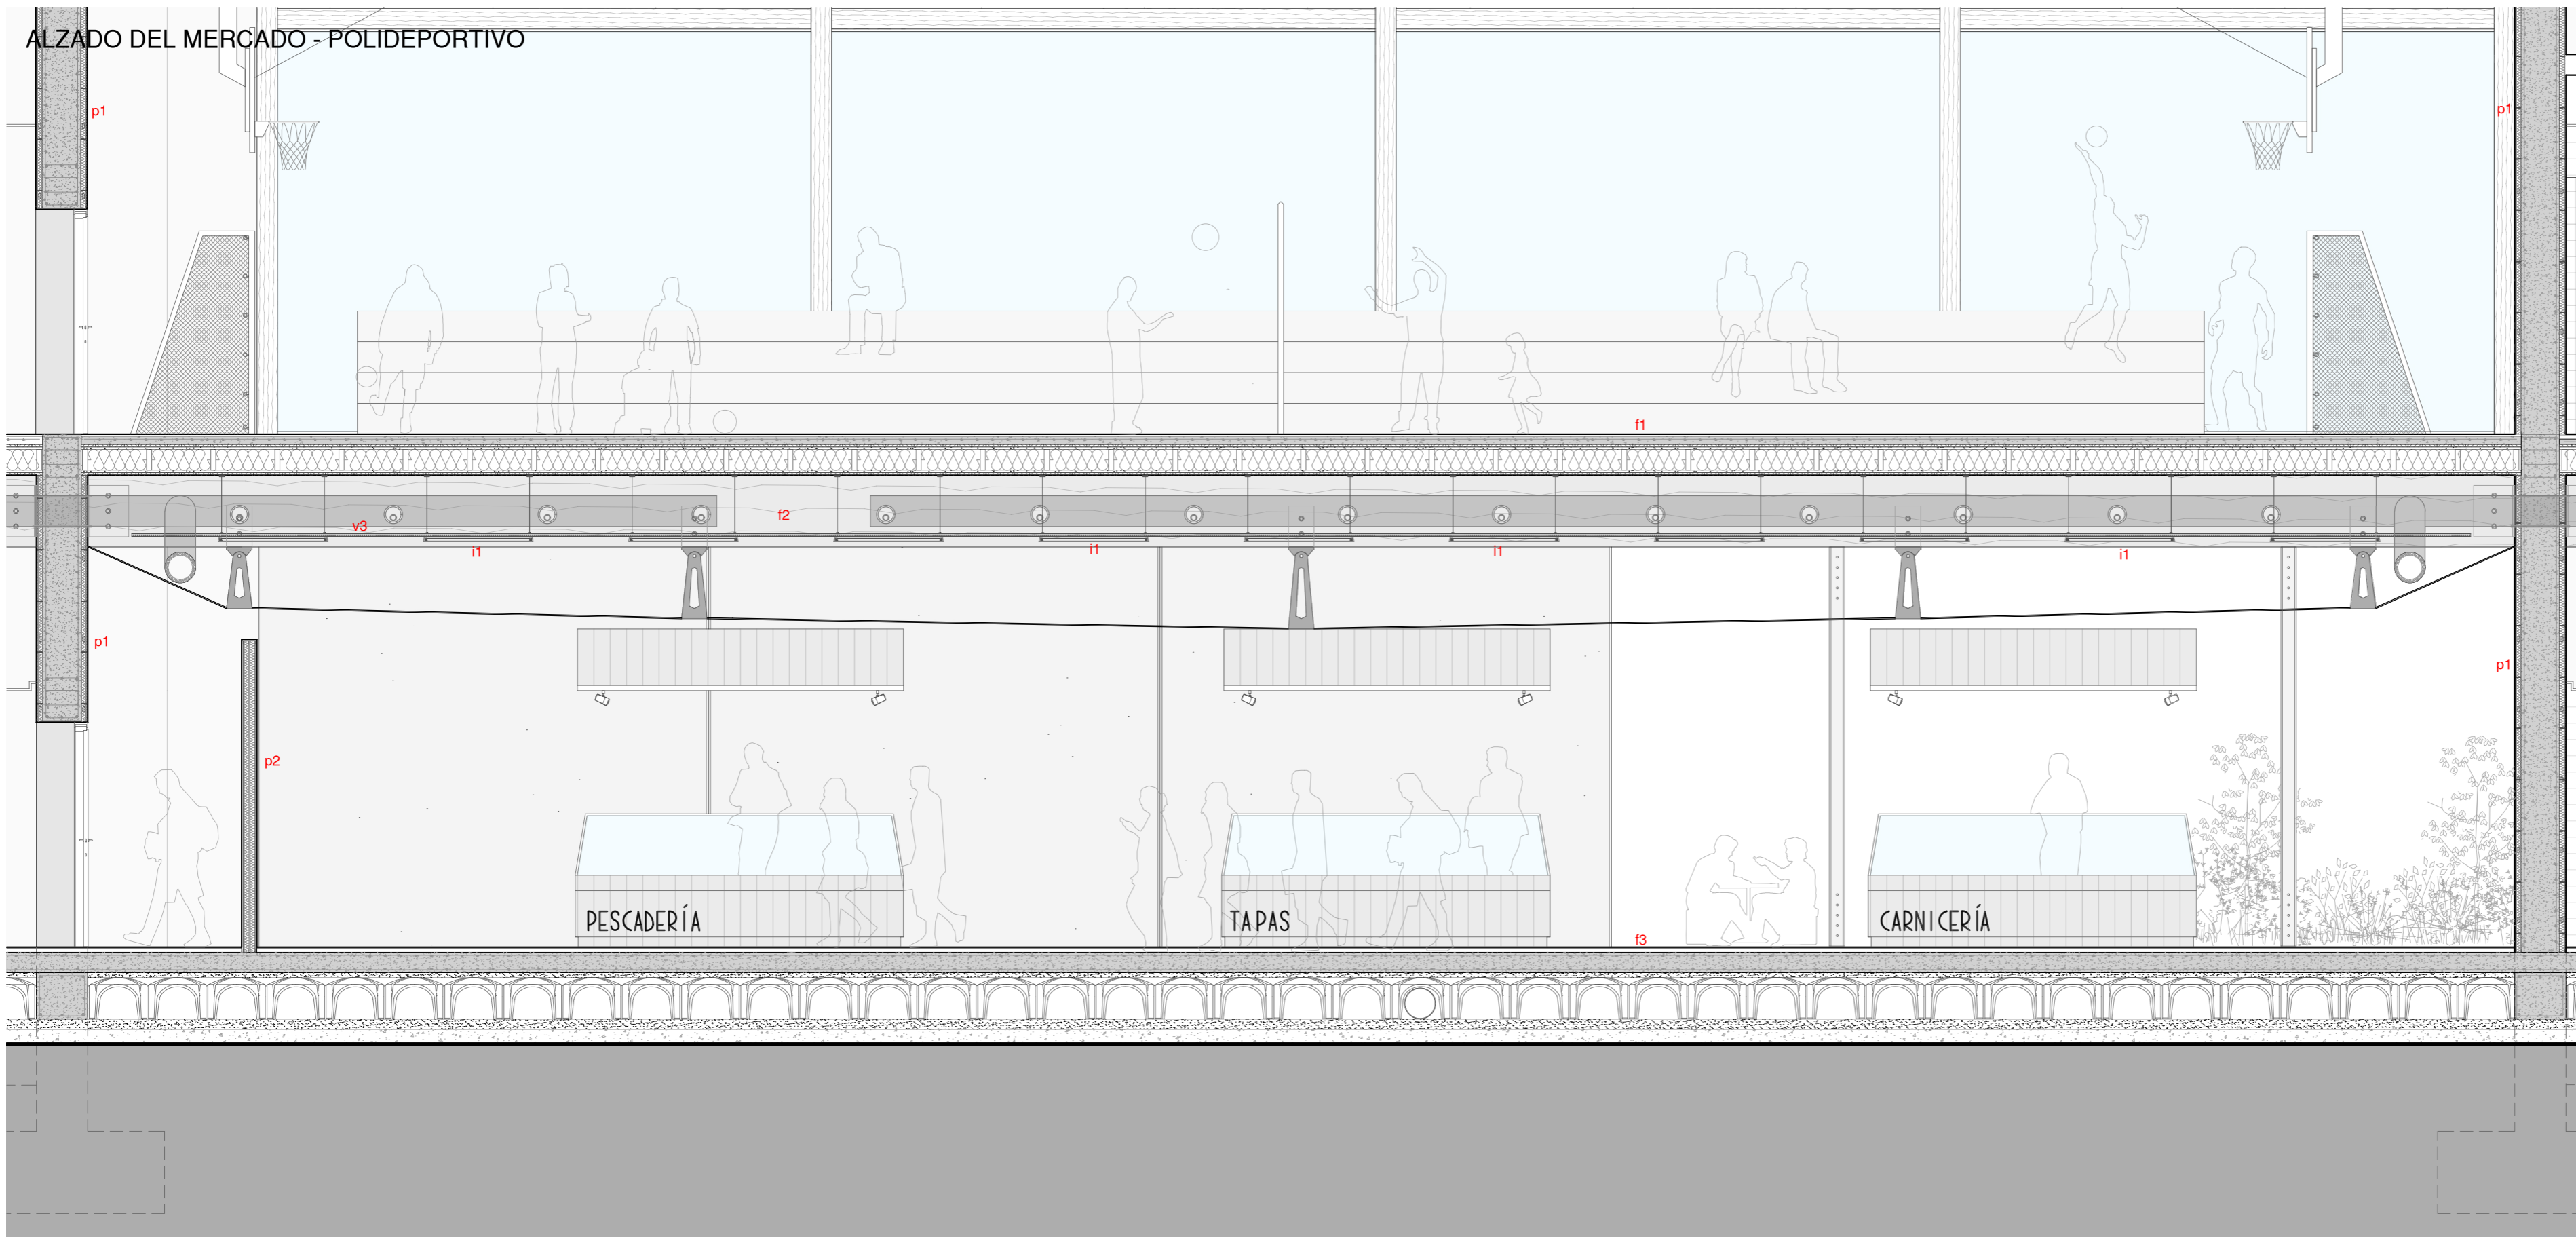 ALZADO DEL MERCADO - POLIDEPORTIVO
p1
p1
f1
f2
v3
i1
i1
i1
i1
p1
p1
p2
PESCADERÍA
TAPAS
CARNICERÍA
f3